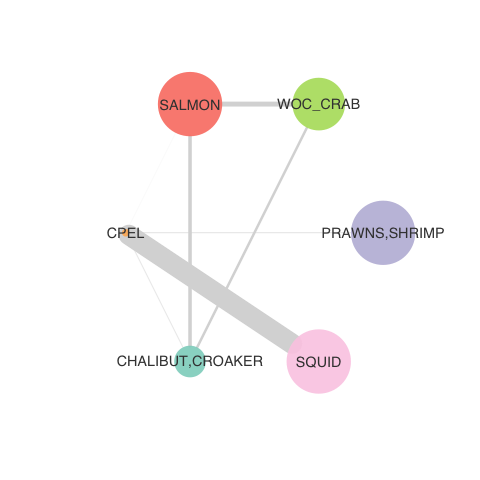 SALMON
WOC_CRAB
CPEL
PRAWNS,SHRIMP
CHALIBUT,CROAKER
SQUID